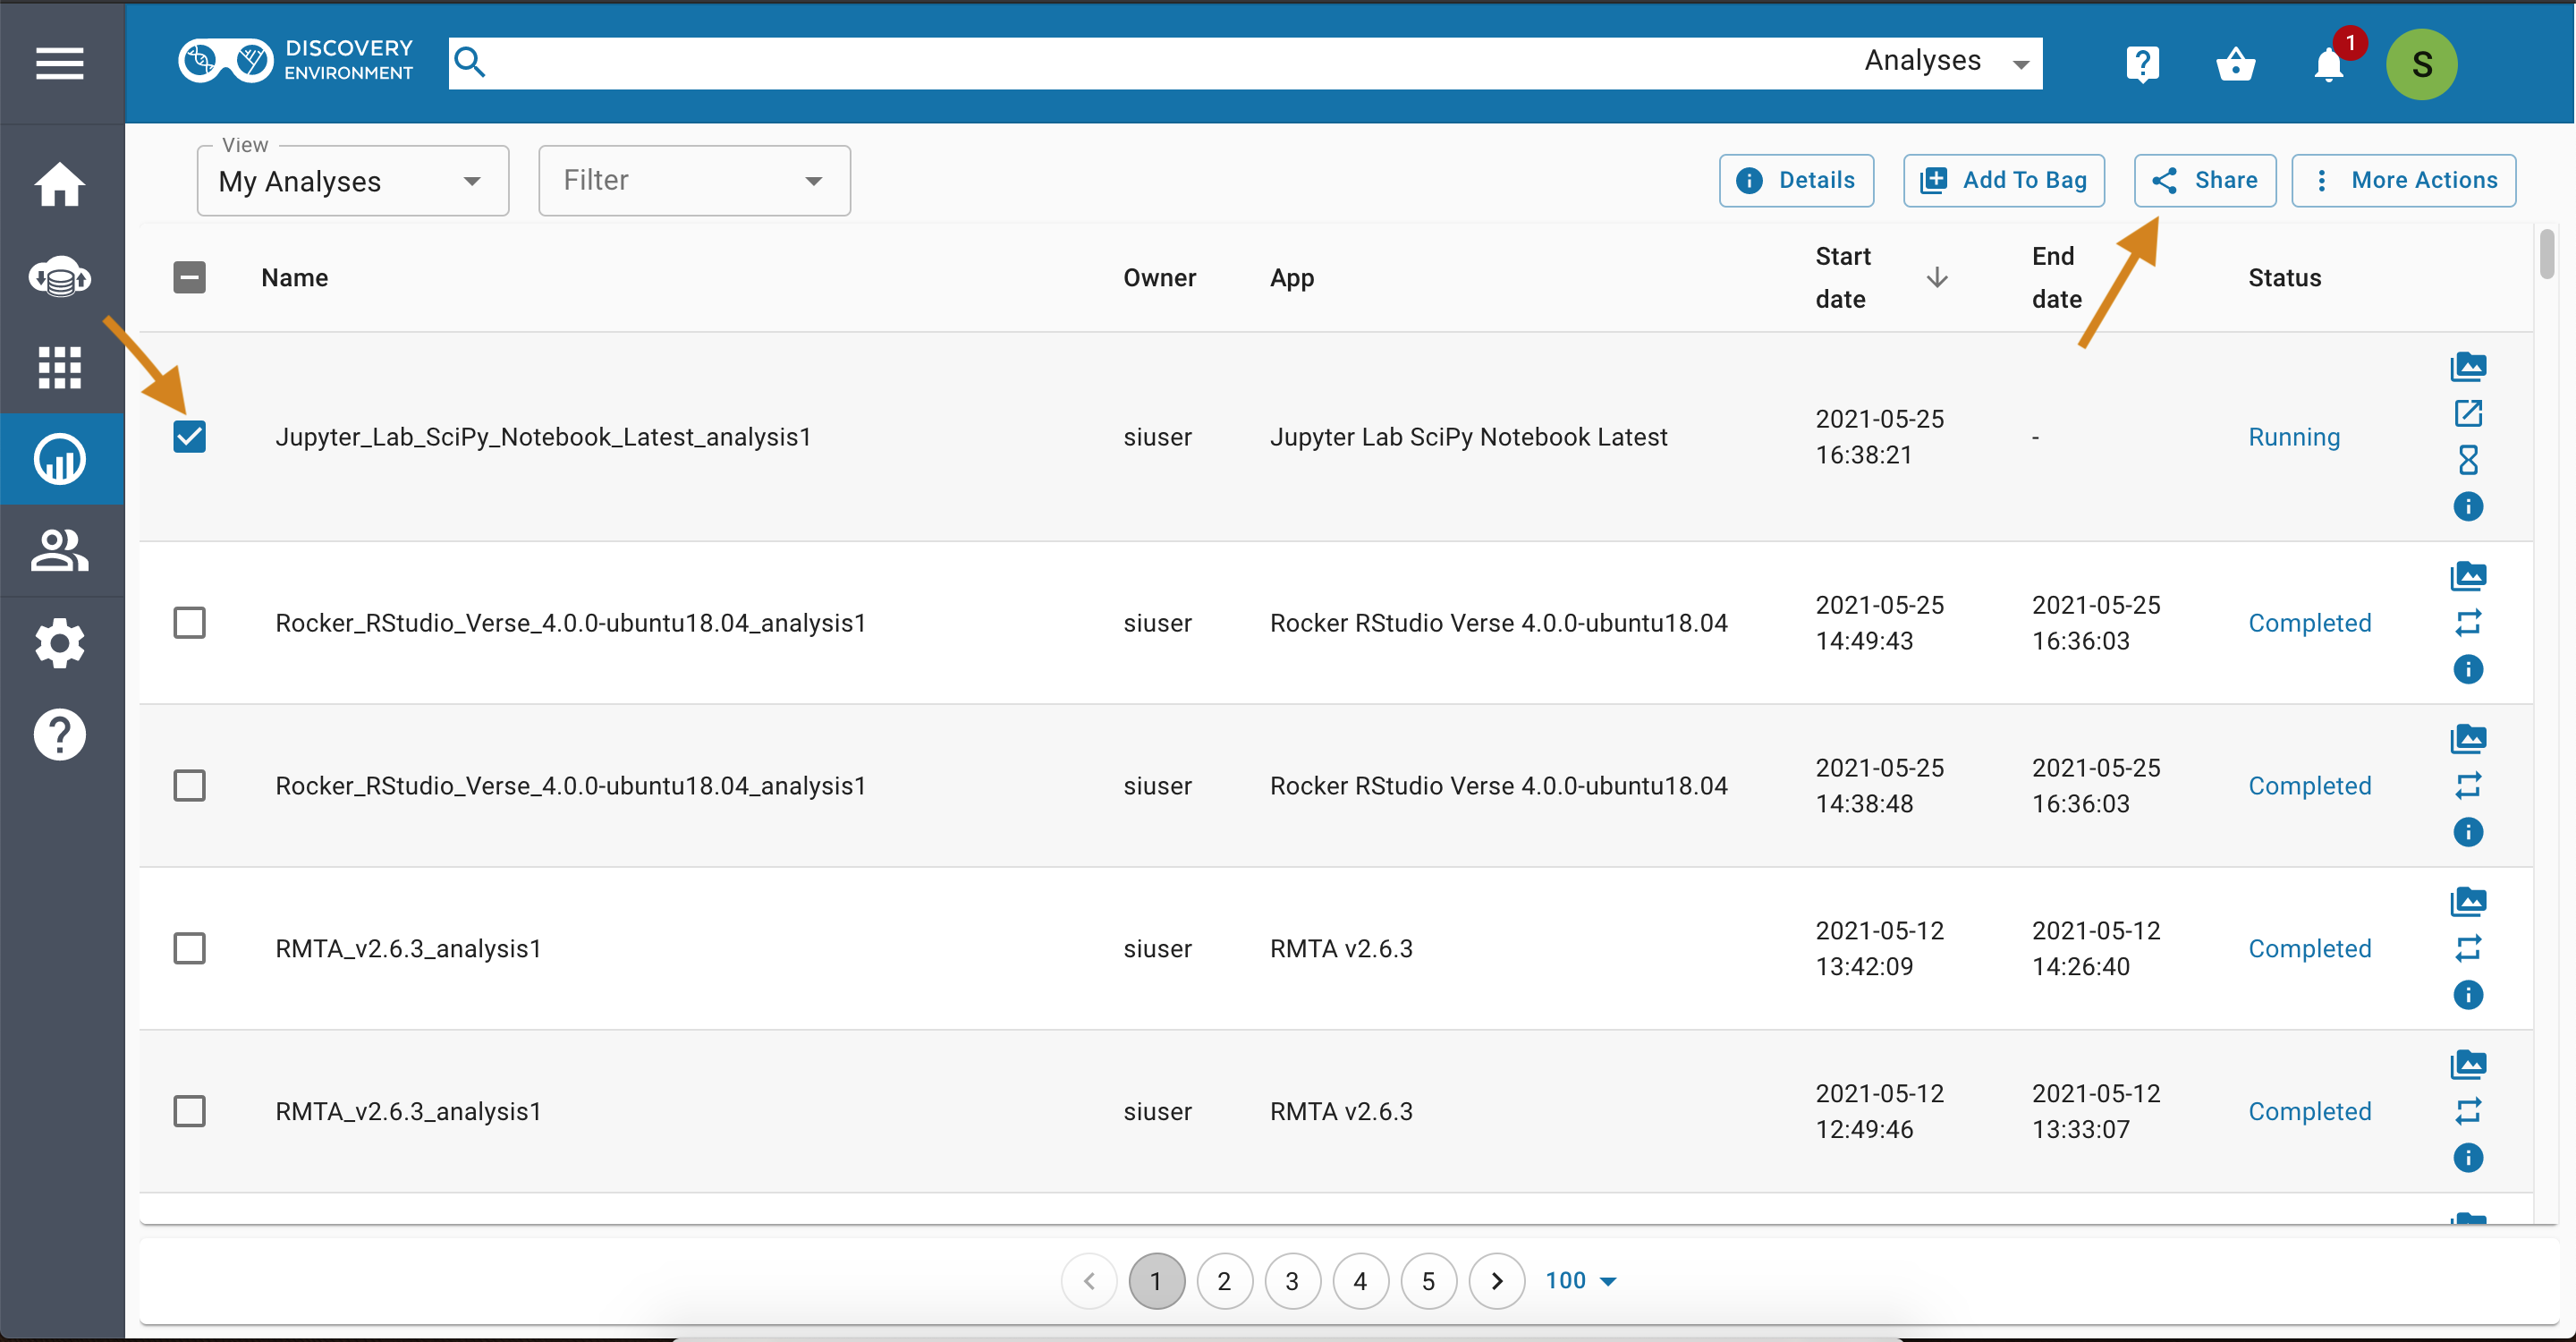 DISCOVERY
ENVIRONMENT
Analyses
1
S
View
My Analyses
Filter
Details
Add To Bag
Share
More Actions
Name
Owner
App
Start
date
End
date
Status
Jupyter_Lab_SciPy_Notebook_Latest_analysis1
siuser
Jupyter Lab SciPy Notebook Latest
2021-05-25
16:38:21
-
Running
Rocker_RStudio_Verse_4.0.0-ubuntu18.04_analysis1
siuser
Rocker RStudio Verse 4.0.0-ubuntu18.04
2021-05-25
14:49:43
2021-05-25
16:36:03
Completed
Rocker_RStudio_Verse_4.0.0-ubuntu18.04_analysis1
siuser
Rocker RStudio Verse 4.0.0-ubuntu18.04
2021-05-25
14:38:48
2021-05-25
16:36:03
Completed
RMTA_v2.6.3_analysis1
siuser
RMTA v2.6.3
2021-05-12
13:42:09
2021-05-12
14:26:40
Completed
RMTA_v2.6.3_analysis1
siuser
RMTA v2.6.3
2021-05-12
12:49:46
2021-05-12
13:33:07
Completed
1 2 3 4 5 100